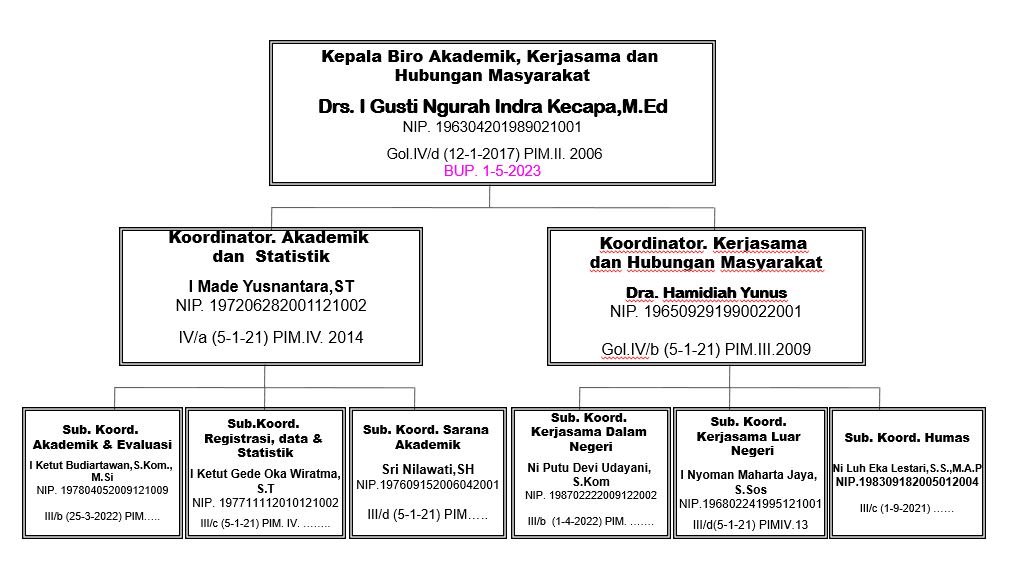 Kepala Biro Akademik, Kerjasama dan
Hubungan Masyarakat
Drs. I Gusti Ngurah Indra Kecapa,M.Ed
NIP. 196304201989021001
Gol.IV/d (12-1-2017) PIM.II. 2006
BUP. 1-5-2023
Koordinator. Akademik
dan Statistik
I Made Yusnantara,ST
NIP. 197206282001121002
IV/a (5-1-21) PIM.IV. 2014
Koordinator. Kerjasama
dan Hubungan Masyarakat
Dra. Hamidiah Yunus
NIP. 196509291990022001
Gol.IV/b (5-1-21) PIM.III.2009
Sub. Koord.
Akademik & Evaluasi
I Ketut Budiartawan,S.Kom.,
M.Si
NIP. 197804052009121009
III/b (25-3-2022) PIM…..
Sub.Koord.
Registrasi, data &
Statistik
I Ketut Gede Oka Wiratma,
S.T
NIP. 197711112010121002
III/c (5-1-21) PIM. IV. ……..
Sub. Koord. Sarana
Akademik
Sri Nilawati,SH
NIP.197609152006042001
III/d (5-1-21) PIM…..
Sub. Koord.
Kerjasama Dalam
Negeri
Ni Putu Devi Udayani,
S.Kom
NIP. 198702222009122002
III/b (1-4-2022) PIM. …….
Sub. Koord.
Kerjasama Luar
Negeri
I Nyoman Maharta Jaya,
S.Sos
NIP.196802241995121001
III/d(5-1-21) PIMIV.13
Sub. Koord. Humas
Ni Luh Eka Lestari,S.S.,M.A.P
NIP.198309182005012004
III/c (1-9-2021) ……